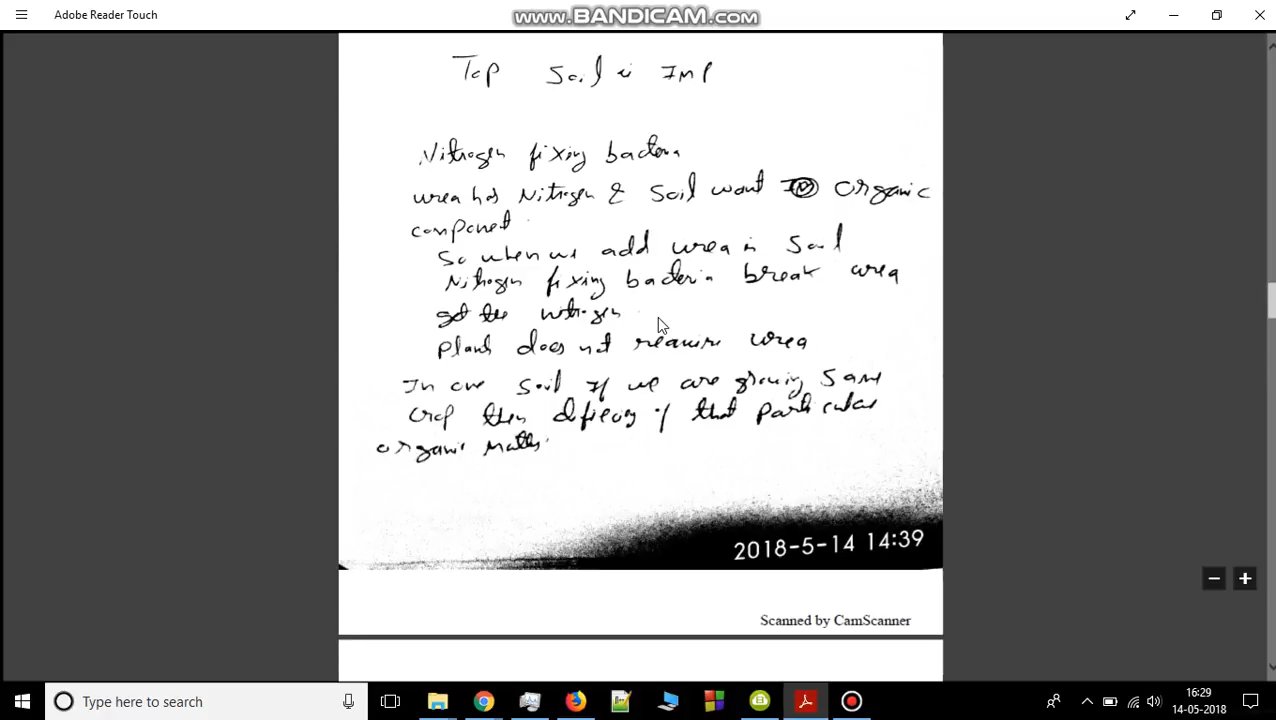 Adobe Reader Touch
www.BANDICAM.com
Top Soil is IMP
Nitrogen fixing bacteria
urea has Nitrogen & Soil want organic
component
So when we add urea in Soil
Nitrogen fixing bacteria break urea
get the nitrogen
plant does not require urea
In one soil If we are growing same
crop then deficiency of that particular
organic matter
2018-5-14 14:39
Scanned by CamScanner
Type here to search
18:29
14-05-2018